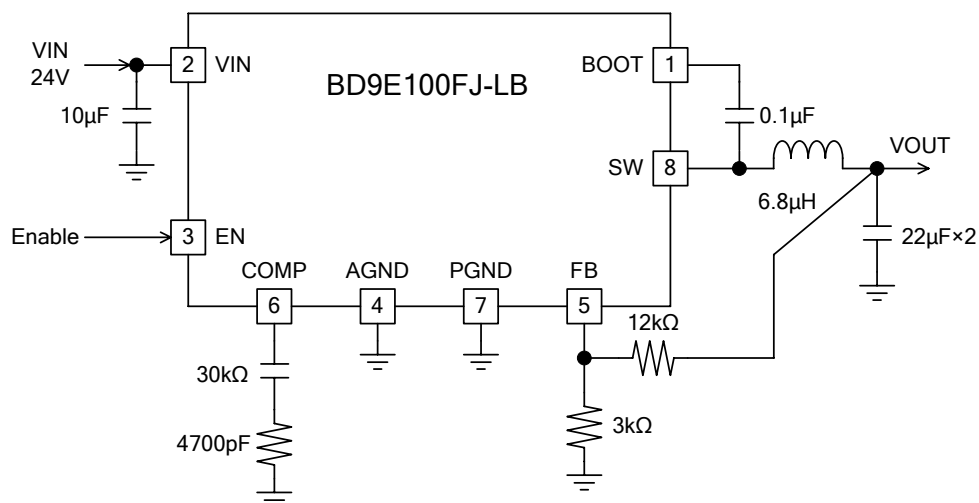 VIN
24V
2
VIN
10µF
BD9E100FJ-LB
BOOT
1
0.1µF
SW
8
VOUT
6.8µH
22µF×2
Enable
3
EN
COMP
AGND
PGND
FB
6
4
7
5
12kΩ
30kΩ
4700pF
3kΩ